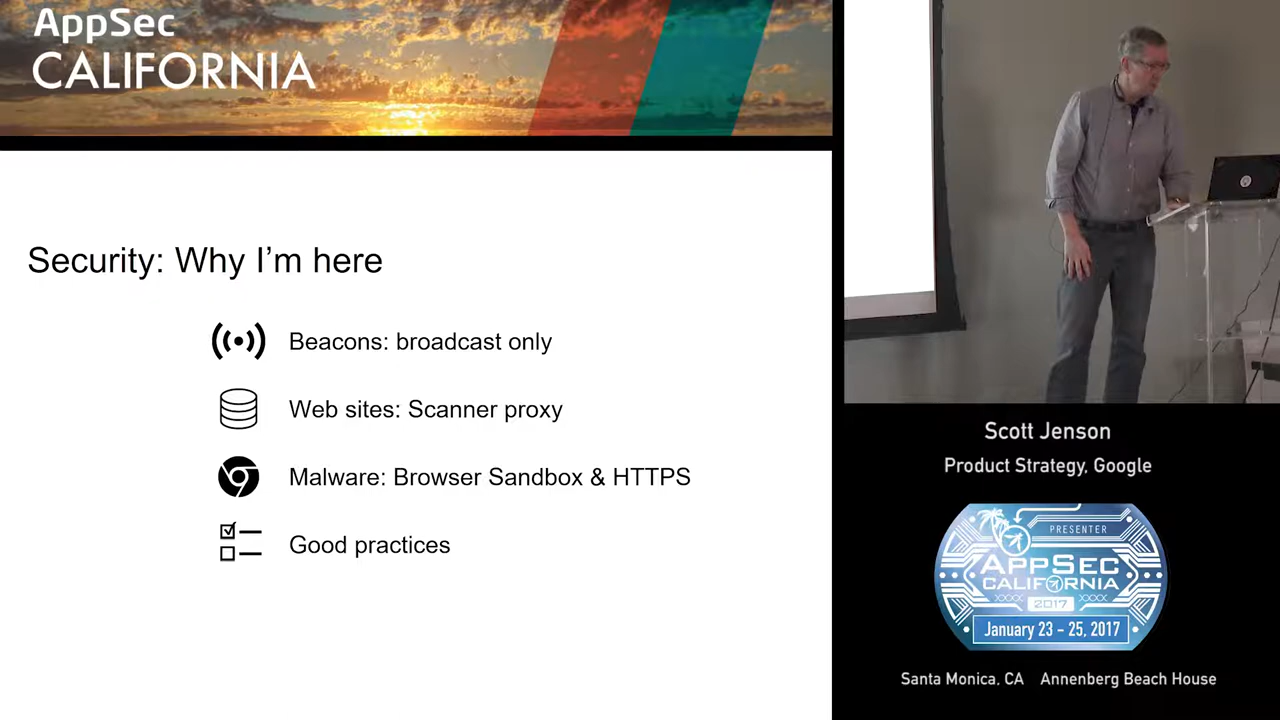 AppSec
CALIFORNIA
Security: Why I'm here
Beacons: broadcast only
Web sites: Scanner proxy
Malware: Browser Sandbox & HTTPS
Good practices
Scott Jenson
Product Strategy, Google
PRESENTER
APPSEC
CALIFORNIA
2017
January 23 - 25, 2017
Santa Monica, CA Annenberg Beach House